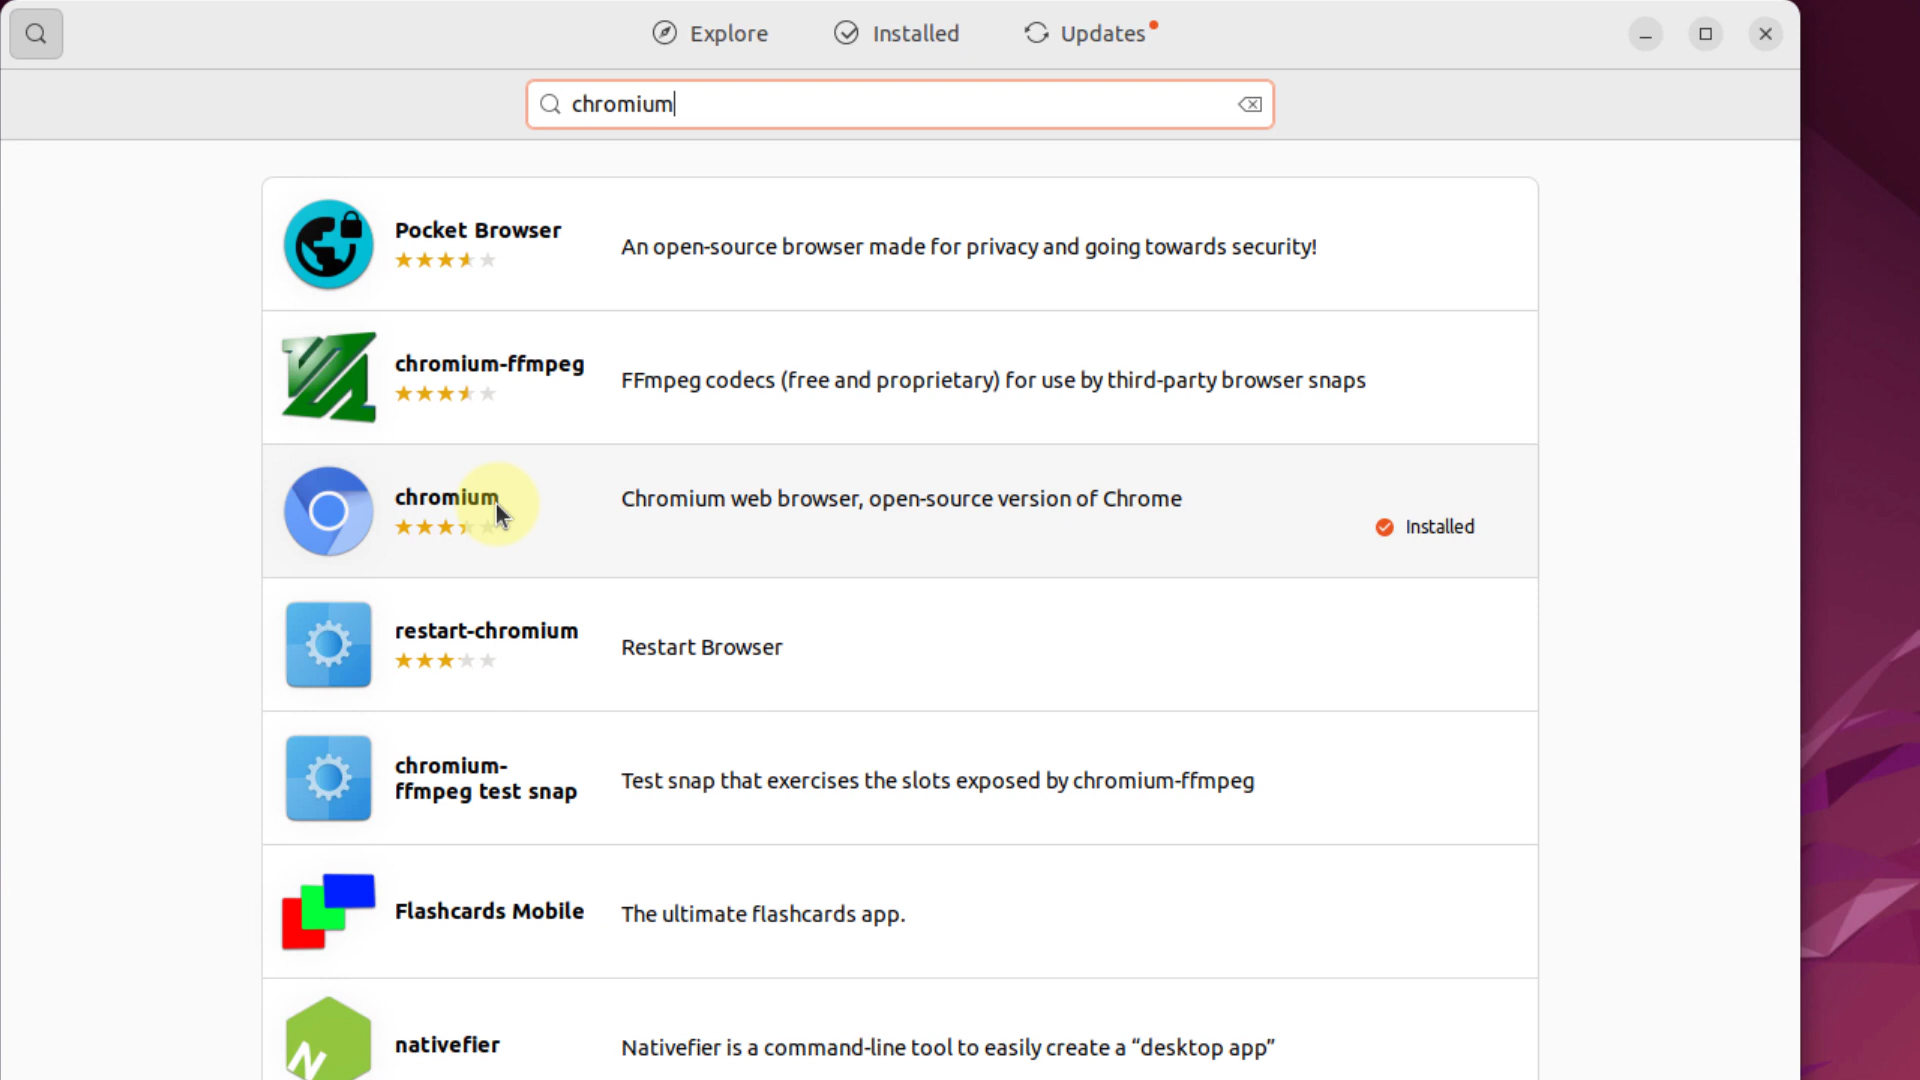 Explore
Installed
Updates
chromium
Pocket Browser
An open-source browser made for privacy and going towards security!
chromium-ffmpeg
FFmpeg codecs (free and proprietary) for use by third-party browser snaps
chromium
Chromium web browser, open-source version of Chrome
Installed
restart-chromium
Restart Browser
chromium-
ffmpeg test snap
Test snap that exercises the slots exposed by chromium-ffmpeg
Flashcards Mobile
The ultimate flashcards app.
nativefier
Nativefier is a command-line tool to easily create a “desktop app”